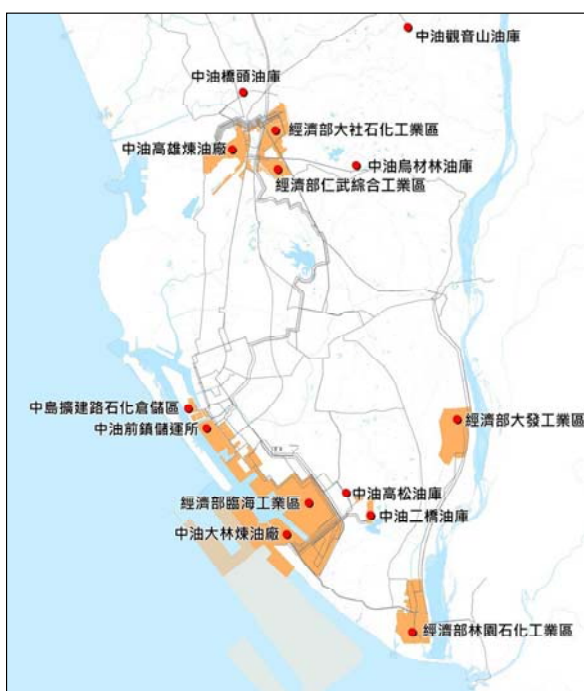 中油觀音山油庫
中油橋頭油庫
經濟部大社石化工業區
中油高雄煉油廠
中油烏材林油庫
經濟部仁武綜合工業區
中島擴建路石化倉儲區
經濟部大發工業區
中油前鎮儲運所
中油高松油庫
經濟部臨海工業區
中油二橋油庫
中油大林煉油廠
經濟部林園石化工業區